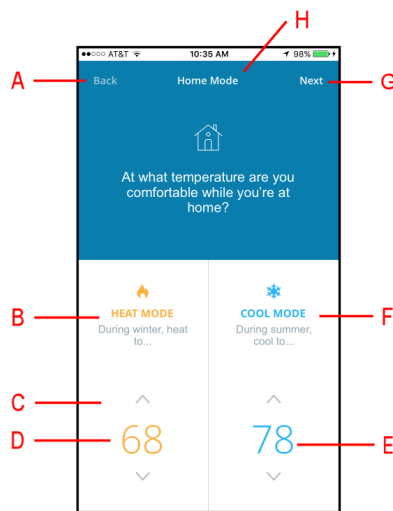 H
AT&T 10:35 AM 98%
A Back Home Mode Next G
At what temperature are you
comfortable while you're at
home?
B HEAT MODE
During winter, heat
to...
COOL MODE F
During summer,
cool to...
C
D 68
78 E